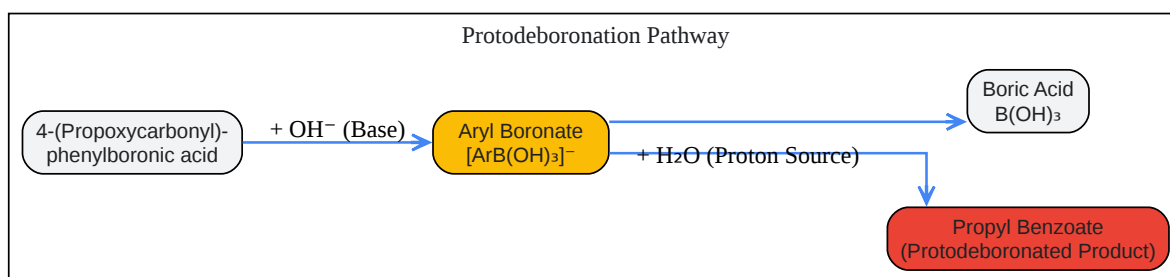 Protodeboronation Pathway
4-(Propoxycarbonyl)-
phenylboronic acid
+ OH⁻ (Base)
Aryl Boronate
[ArB(OH)₃]⁻
Boric Acid
B(OH)₃
+ H₂O (Proton Source)
Propyl Benzoate
(Protodeboronated Product)